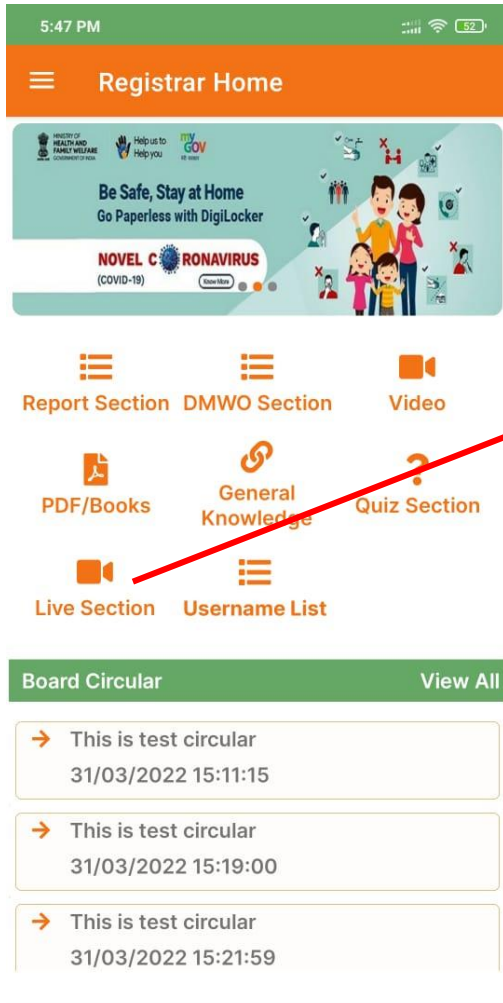 5:47 PM
52
Registrar Home
MINISTRY OF
HEALTH AND
FAMILY WELFARE
GOVERNMENT OF INDIA
Help us to
Help you
my
GOV
मेरी सरकार
Be Safe, Stay at Home
Go Paperless with DigiLocker
NOVEL CORONAVIRUS
(COVID-19)
Know More
Report Section DMWO Section Video
PDF/Books General Knowledge Quiz Section
Live Section Username List
Board Circular View All
This is test circular
31/03/2022 15:11:15
This is test circular
31/03/2022 15:19:00
This is test circular
31/03/2022 15:21:59